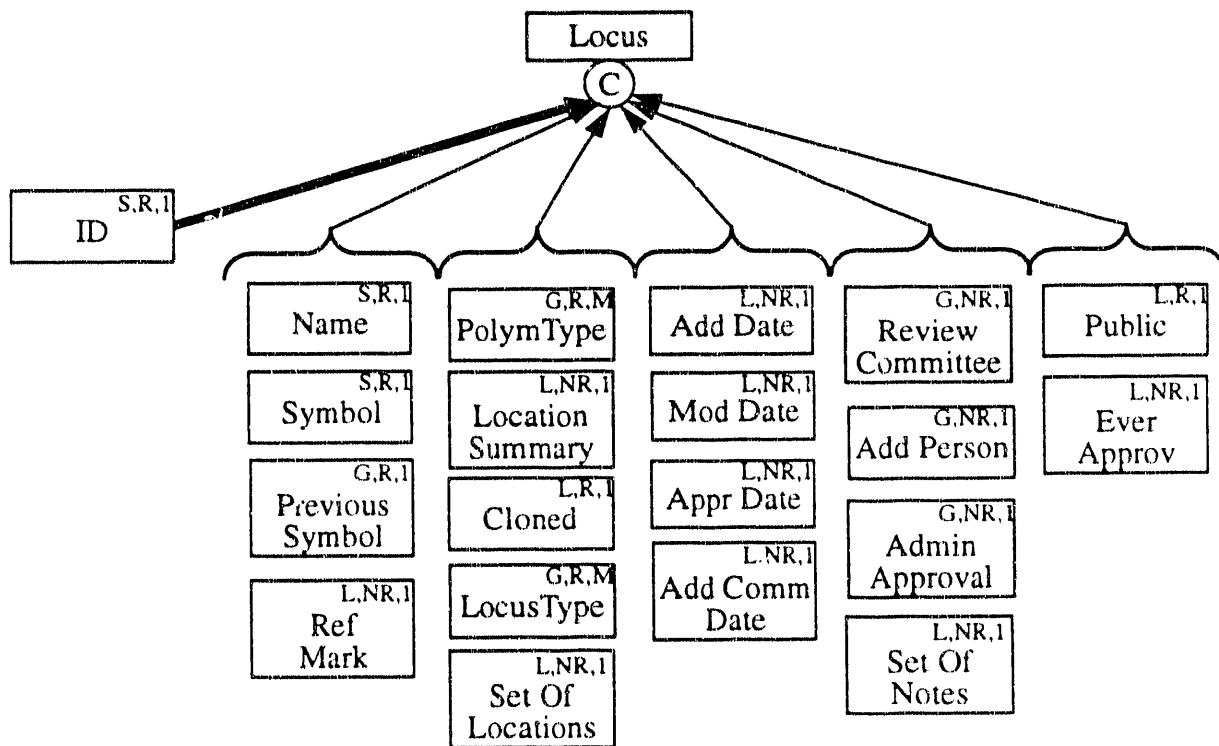 Locus
C
S,R,1
ID
S,R,1
Name
S,R,1
Symbol
G,R,1
Previous
Symbol
L,NR,1
Ref
Mark
G,R,M
PolymType
L,NR,1
Location
Summary
L,R,1
Cloned
G,R,M
LocusType
L,NR,1
Set Of
Locations
L,NR,1
Add Date
L,NR,1
Mod Date
L,NR,1
Appr Date
L,NR,1
Add Comm
Date
G,NR,1
Review
Committee
G,NR,1
Add Person
G,NR,1
Admin
Approval
L,NR,1
Set Of
Notes
L,R,1
Public
L,NR,1
Ever
Approv